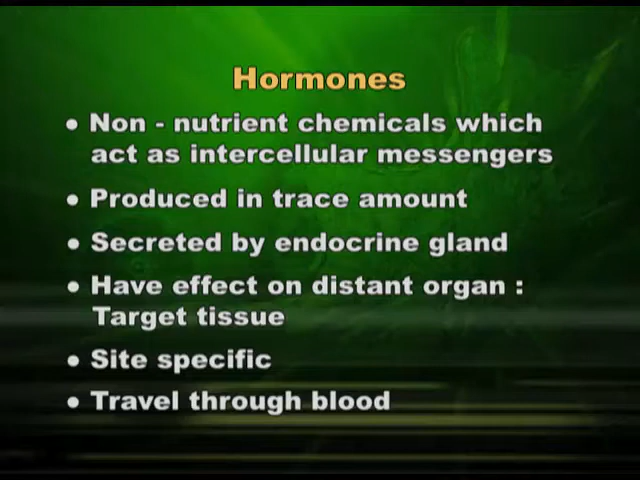 Hormones
● Non - nutrient chemicals which
act as intercellular messengers
● Produced in trace amount
● Secreted by endocrine gland
● Have effect on distant organ :
Target tissue
● Site specific
● Travel through blood